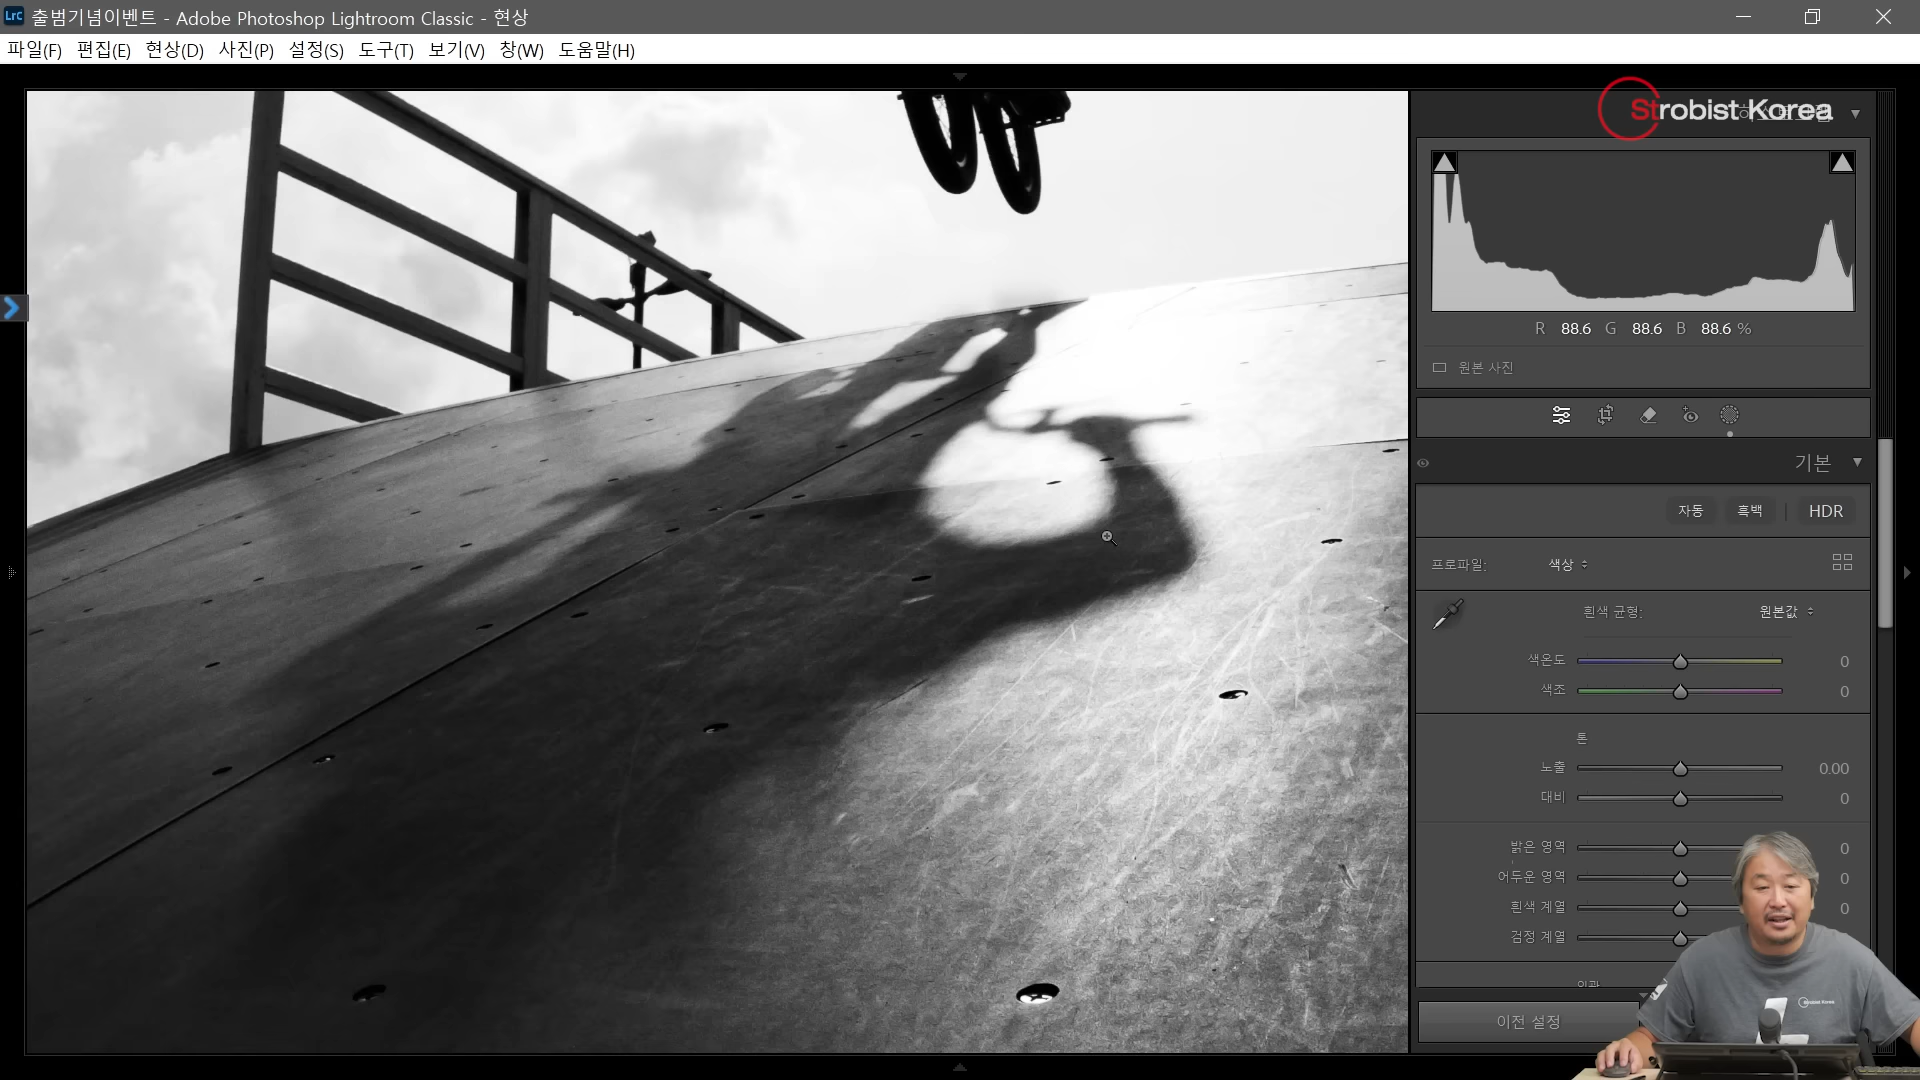 출범기념이벤트 - Adobe Photoshop Lightroom Classic - 현상
파일(F) 편집(E) 현상(D) 사진(P) 설정(S) 도구(T) 보기(V) 창(W) 도움말(H)
Strobist Korea
R 88.6 G 88.6 B 88.6 %
원본 사진
기본
자동 흑백 HDR
프로파일: 색상
흰색 균형: 원본값
색온도 0
색조 0
톤
노출 0.00
대비 0
밝은 영역 0
어두운 영역 0
흰색 계열 0
검정 계열
이전 설정